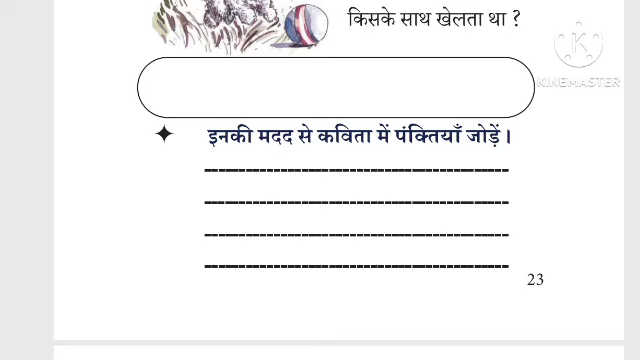 किसके साथ खेलता था ?
KINEMASTER
इनकी मदद से कविता में पंक्तियाँ जोड़ें।
23